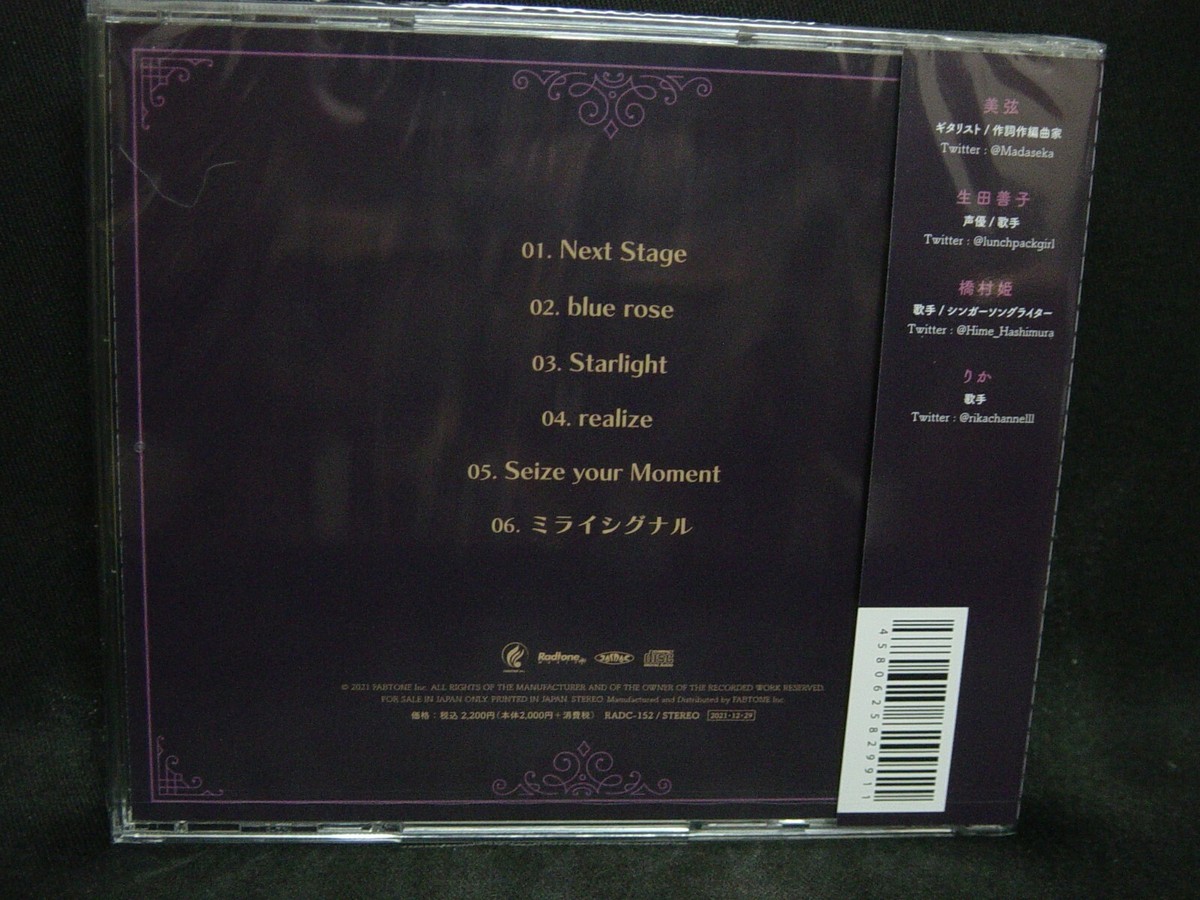 01. Next Stage
02. blue rose
03. Starlight
04. realize
05. Seize your Moment
06. ミライシグナル
Radtone
© 2021 FABTONE Inc. ALL RIGHTS OF THE MANUFACTURER AND OF THE OWNER OF THE RECORDED WORK RESERVED.
FOR SALE IN JAPAN ONLY. PRINTED IN JAPAN. STEREO. Manufactured and Distributed by FABTONE Inc
価格：税込 2,200円（本体2,000円＋消費税） RADC-152 / STEREO 2021・12・29
美弦
ギタリスト / 作詞作編曲家
Twitter : @Madaseka
生田善子
声優 / 歌手
Twitter : @lunchpackgirl
橋村姫
歌手 / シンガーソングライター
Twitter : @Hime_Hashimura
りか
歌手
Twitter : @rikachannelll
4580625829911